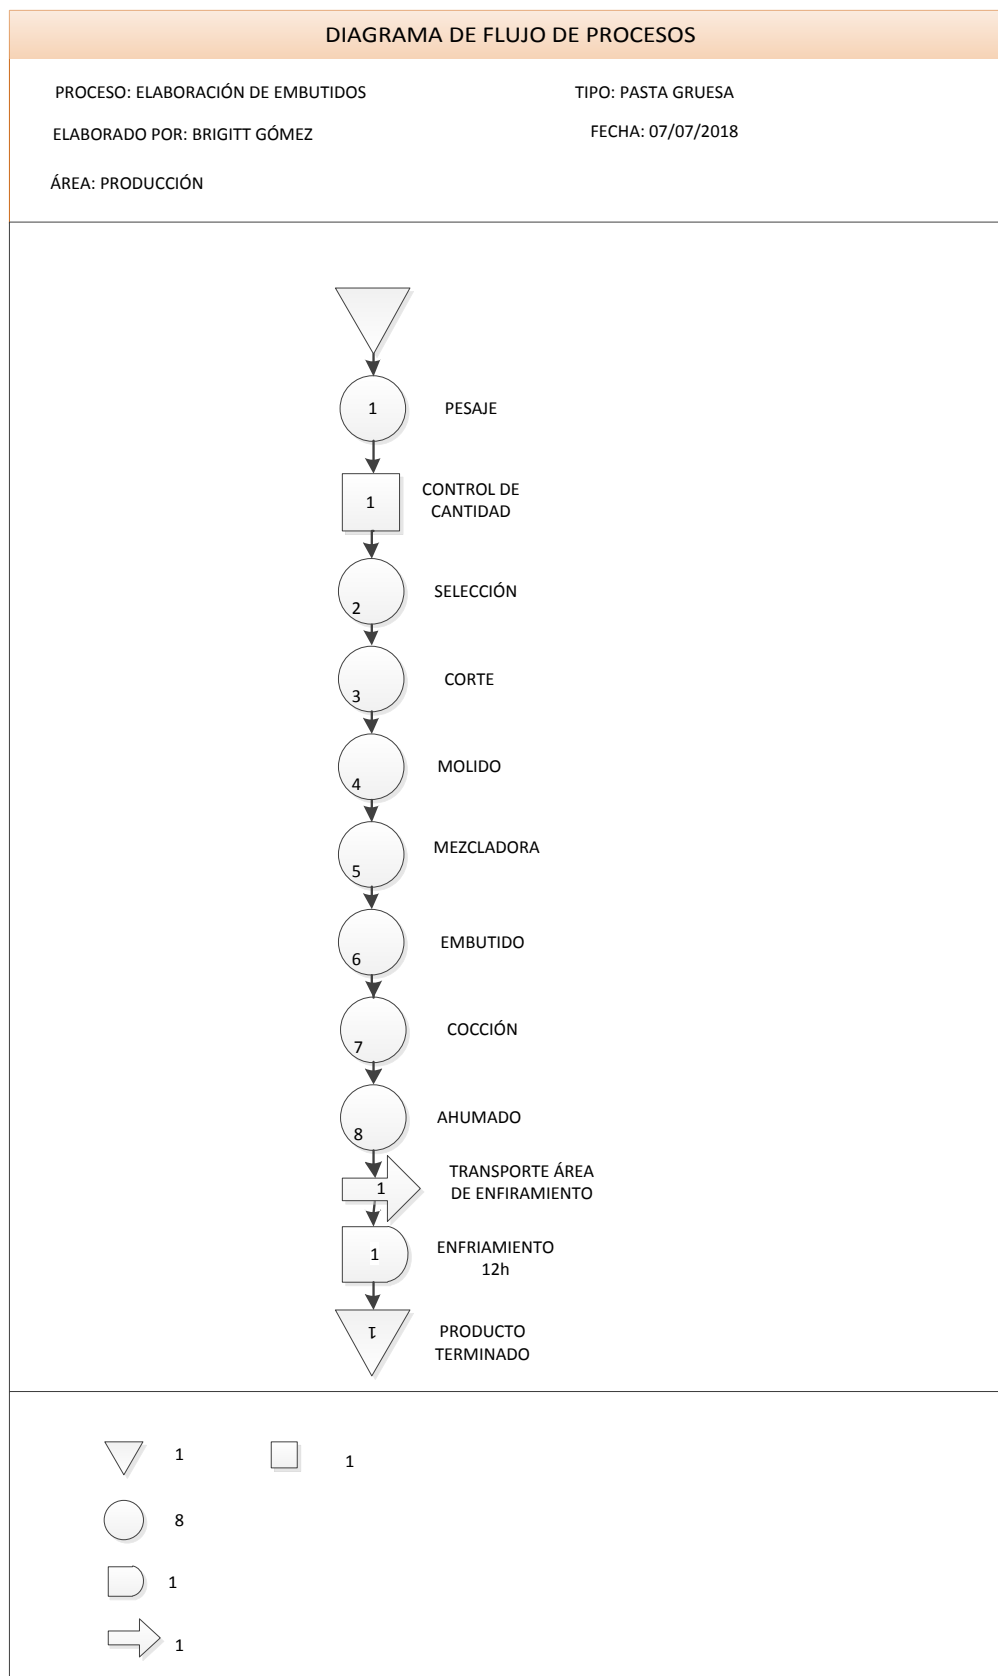 DIAGRAMA DE FLUJO DE PROCESOS
PROCESO: ELABORACIÓN DE EMBUTIDOS
TIPO: PASTA GRUESA
ELABORADO POR: BRIGITT GÓMEZ
FECHA: 07/07/2018
ÁREA: PRODUCCIÓN
1
PESAJE
1
CONTROL DE
CANTIDAD
2
SELECCIÓN
3
CORTE
4
MOLIDO
5
MEZCLADORA
6
EMBUTIDO
7
COCCIÓN
8
AHUMADO
1
TRANSPORTE ÁREA
DE ENFIRAMIENTO
1
ENFRIAMIENTO
12h
1
PRODUCTO
TERMINADO
1
1
8
1
1